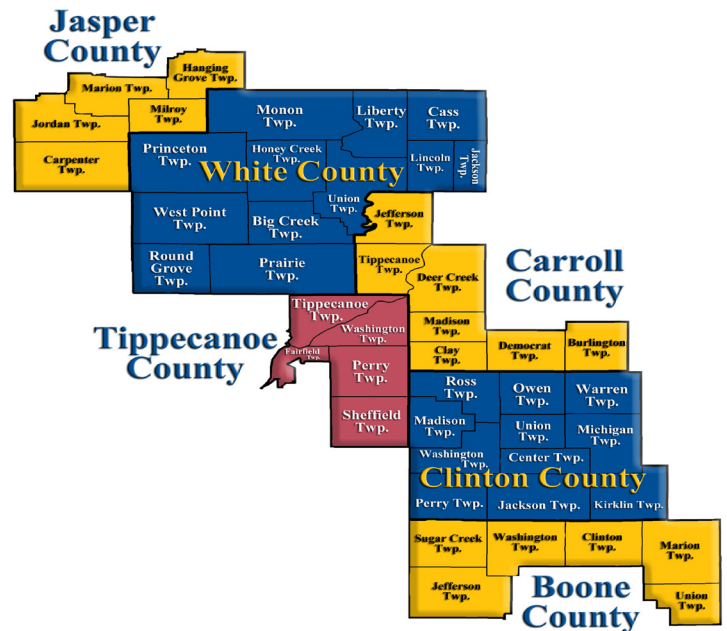 Jasper
County
Hanging
Grove Twp.
Marion Twp.
Milroy
Twp.
Jordan Twp.
Carpenter
Twp.
Monon
Twp.
Liberty
Twp.
Cass
Twp.
Princeton
Twp.
Honey Creek
Twp.
Lincoln
Twp.
Jackson
Twp.
White County
Union
Twp.
West Point
Twp.
Big Creek
Twp.
Jefferson
Twp.
Round
Grove
Twp.
Prairie
Twp.
Tippecanoe
Twp.
Deer Creek
Twp.
Carroll
County
Tippecanoe
Twp.
Washington
Twp.
Madison
Twp.
Tippecanoe
County
Fairfield
Twp.
Perry
Twp.
Clay
Twp.
Democrat
Twp.
Burlington
Twp.
Sheffield
Twp.
Ross
Twp.
Owen
Twp.
Warren
Twp.
Madison
Twp.
Union
Twp.
Michigan
Twp.
Washington
Twp.
Center Twp.
Clinton County
Perry Twp.
Jackson Twp.
Kirklin Twp.
Sugar Creek
Twp.
Washington
Twp.
Clinton
Twp.
Marion
Twp.
Jefferson
Twp.
Boone
County
Union
Twp.